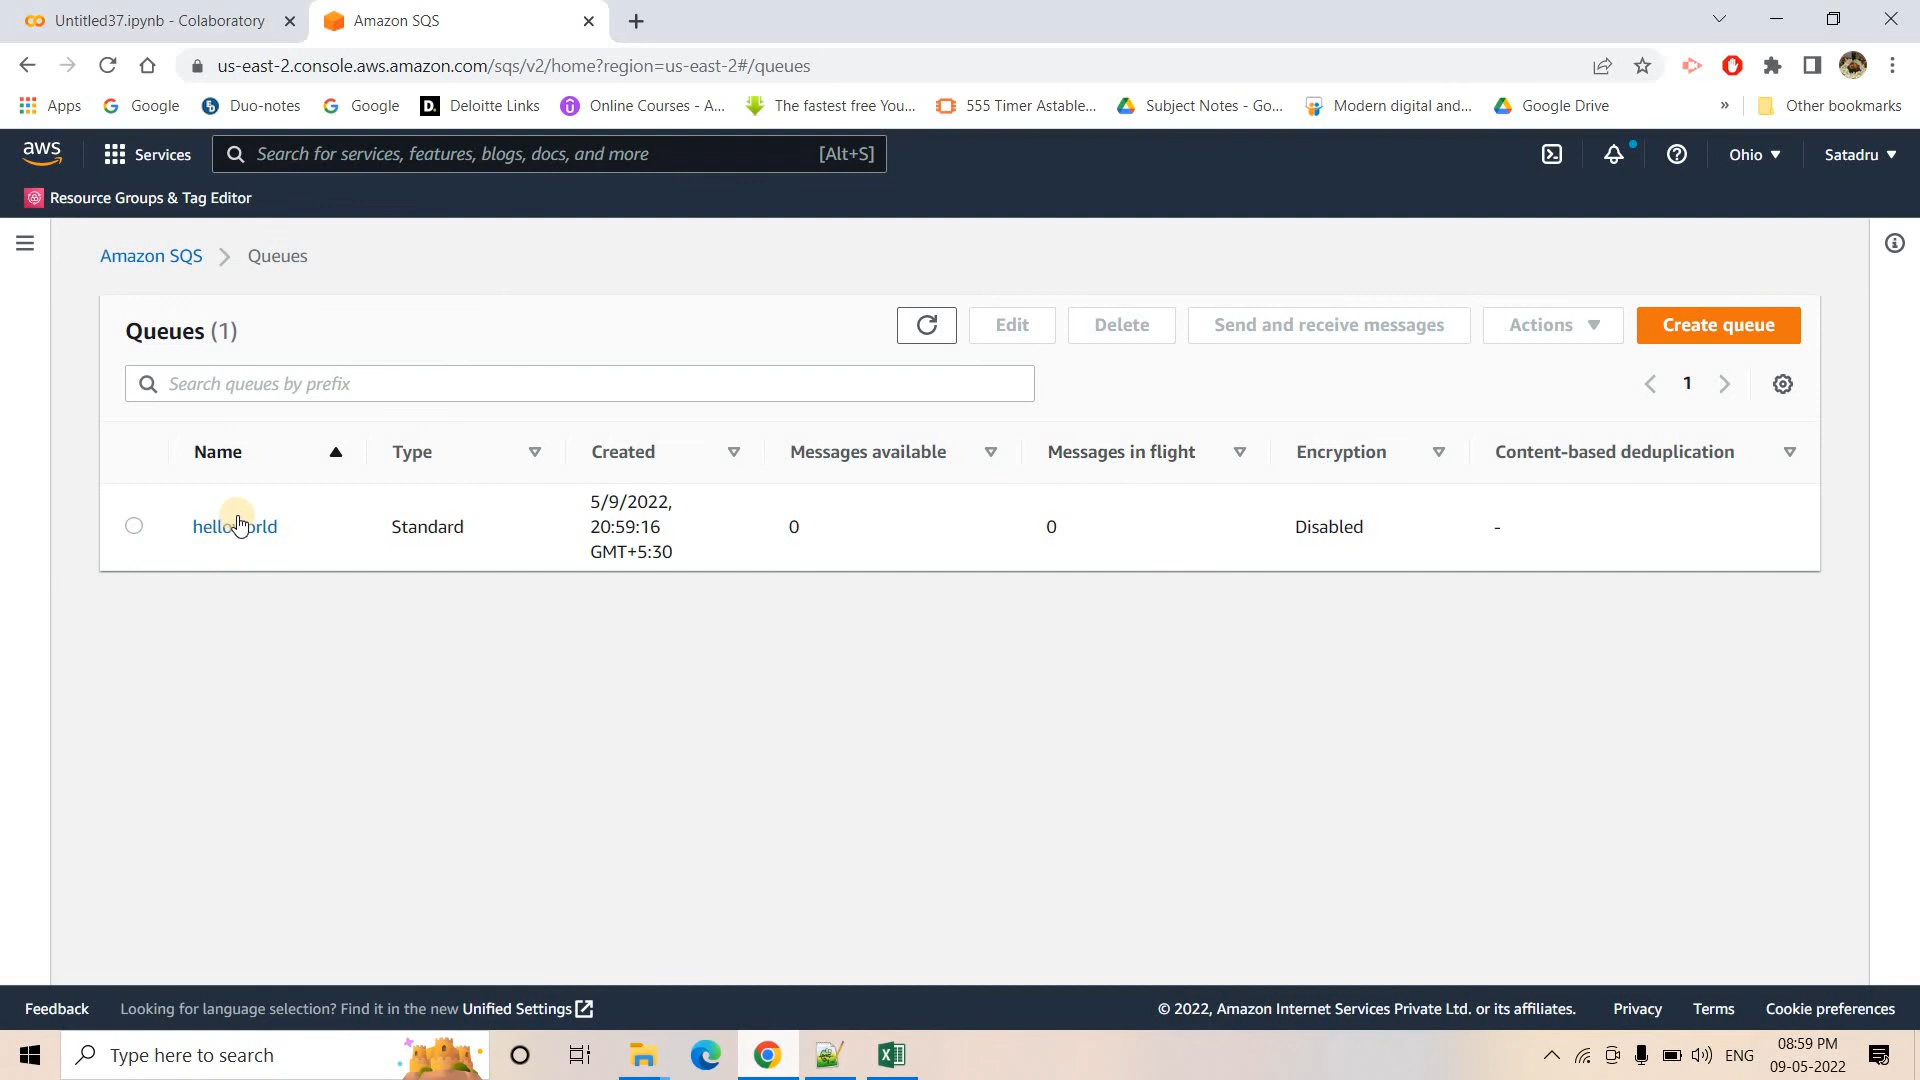 Untitled37.ipynb - Colaboratory
Amazon SQS
us-east-2.console.aws.amazon.com/sqs/v2/home?region=us-east-2#/queues
Apps
Google
Duo-notes
Google
Deloitte Links
Online Courses - A...
The fastest free You...
555 Timer Astable...
Subject Notes - Go...
Modern digital and...
Google Drive
»
Other bookmarks
aws
Services
Search for services, features, blogs, docs, and more
[Alt+S]
Ohio
Satadru
Resource Groups & Tag Editor
Amazon SQS
Queues
Queues (1)
Edit
Delete
Send and receive messages
Actions
Create queue
Search queues by prefix
1
Name
Type
Created
Messages available
Messages in flight
Encryption
Content-based deduplication
Standard
5/9/2022,
20:59:16
GMT+5:30
0
0
Disabled
-
Feedback
Looking for language selection? Find it in the new Unified Settings
© 2022, Amazon Internet Services Private Ltd. or its affiliates.
Privacy
Terms
Cookie preferences
Type here to search
ENG
08:59 PM
09-05-2022